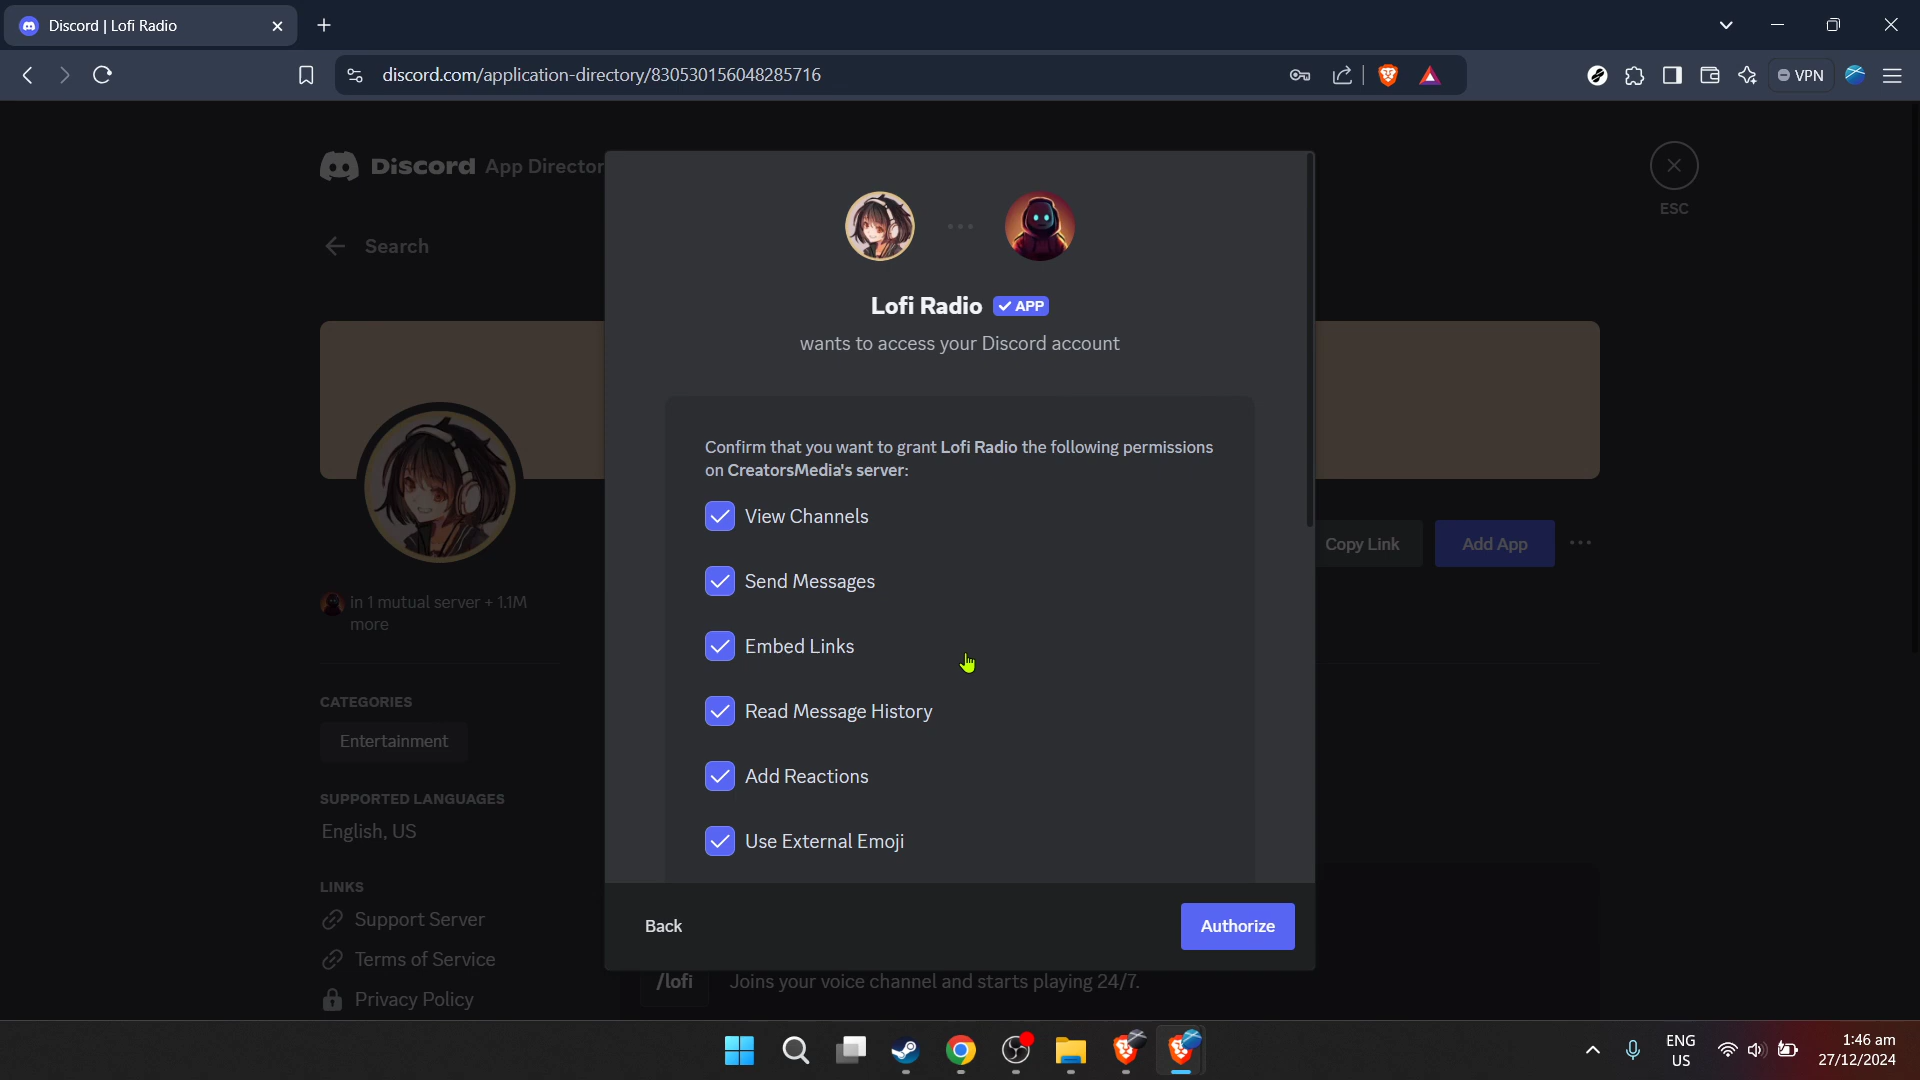 Discord | Lofi Radio
discord.com/application-directory/830530156048285716
VPN
Discord App Director
ESC
Search
Lofi Radio APP
wants to access your Discord account
Confirm that you want to grant Lofi Radio the following permissions
on CreatorsMedia's server:
View Channels
Send Messages
Embed Links
Read Message History
Add Reactions
Use External Emoji
Back
Authorize
Copy Link
Add App
in 1 mutual server + 1.1M
more
CATEGORIES
Entertainment
SUPPORTED LANGUAGES
English, US
LINKS
Support Server
Terms of Service
Privacy Policy
/lofi Joins your voice channel and starts playing 24/7.
ENG
US
1:46 am
27/12/2024